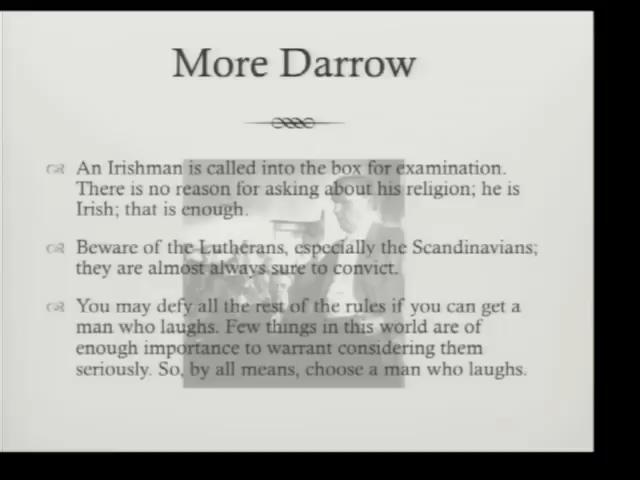 More Darrow
An Irishman is called into the box for examination.
There is no reason for asking about his religion; he is
Irish; that is enough.
Beware of the Lutherans, especially the Scandinavians;
they are almost always sure to convict.
You may defy all the rest of the rules if you can get a
man who laughs. Few things in this world are of
enough importance to warrant considering them
seriously. So, by all means, choose a man who laughs.